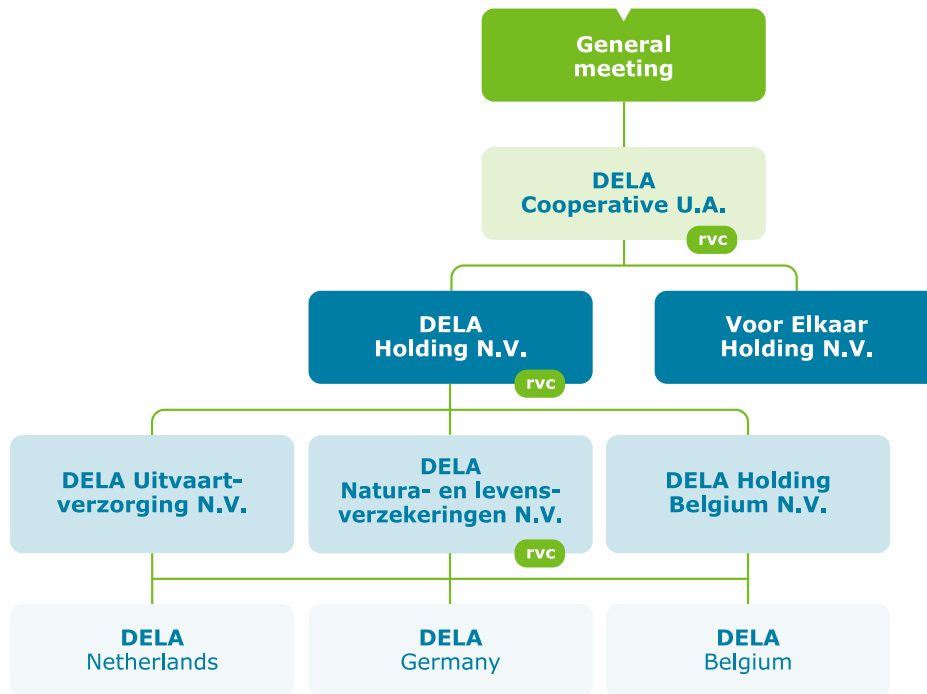 General
meeting
DELA
Cooperative U.A.
rvc
DELA
Holding N.V.
rvc
Voor Elkaar
Holding N.V.
DELA Uitvaart-
verzorging N.V.
DELA
Natura- en levens-
verzekeringen N.V.
rvc
DELA Holding
Belgium N.V.
DELA
Netherlands
DELA
Germany
DELA
Belgium